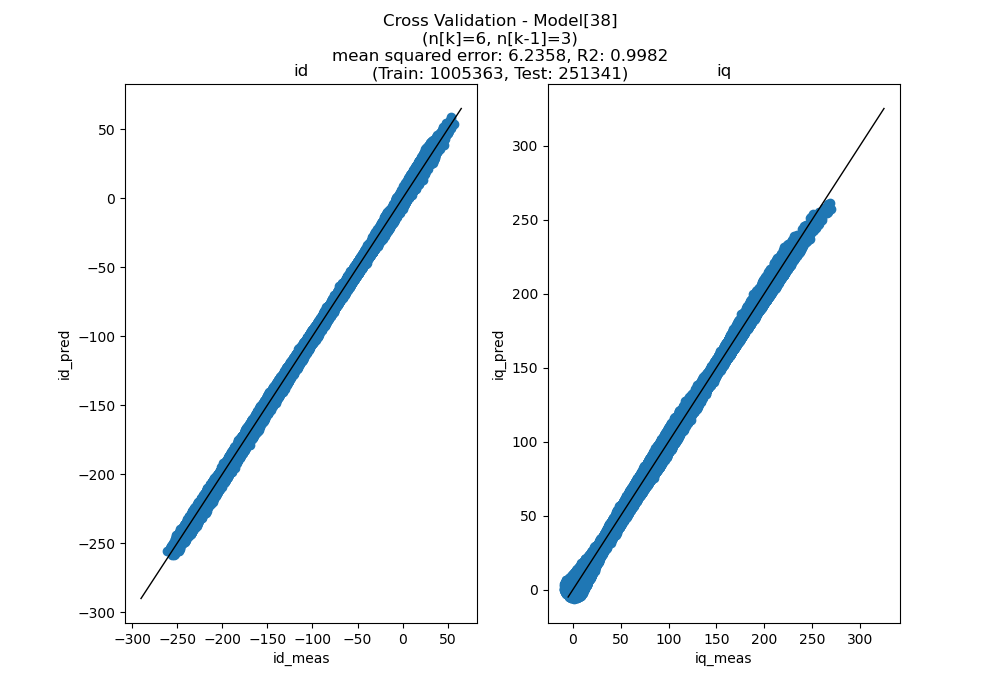 Cross Validation - Model[38]
(n[k]=6, n[k-1]=3)
mean squared error: 6.2358, R2: 0.9982
(Train: 1005363, Test: 251341)
id
50
0
−50
−100
−150
−200
−250
−300
id_pred
−300 −250 −200 −150 −100 −50 0 50
id_meas
iq
300
250
200
150
100
50
0
iq_pred
0 50 100 150 200 250 300
iq_meas